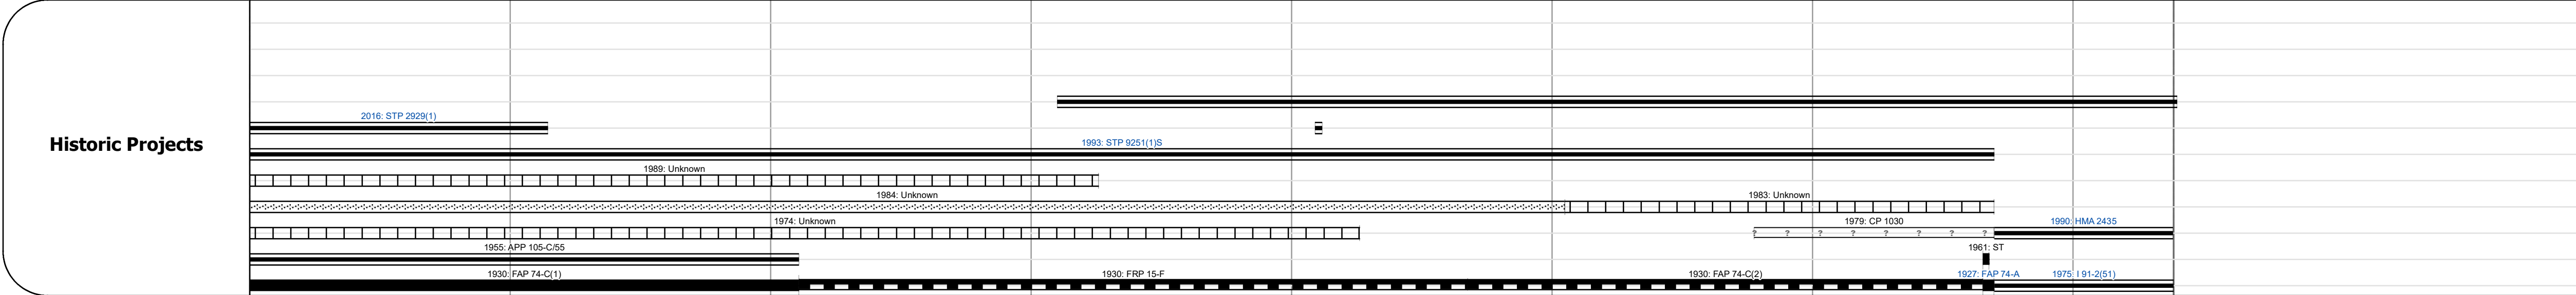 2016: STP 2929(1)
1993: STP 9251(1)S
Historic Projects
1989: Unknown
1984: Unknown
1983: Unknown
1974: Unknown
1979: CP 1030
1990: HMA 2435
1955: APP 105-C/55
1961: ST
1930: FAP 74-C(1)
1930: FRP 15-F
1930: FAP 74-C(2)
1927: FAP 74-A
1975: I 91-2(51)
? ? ? ? ? ? ? ?